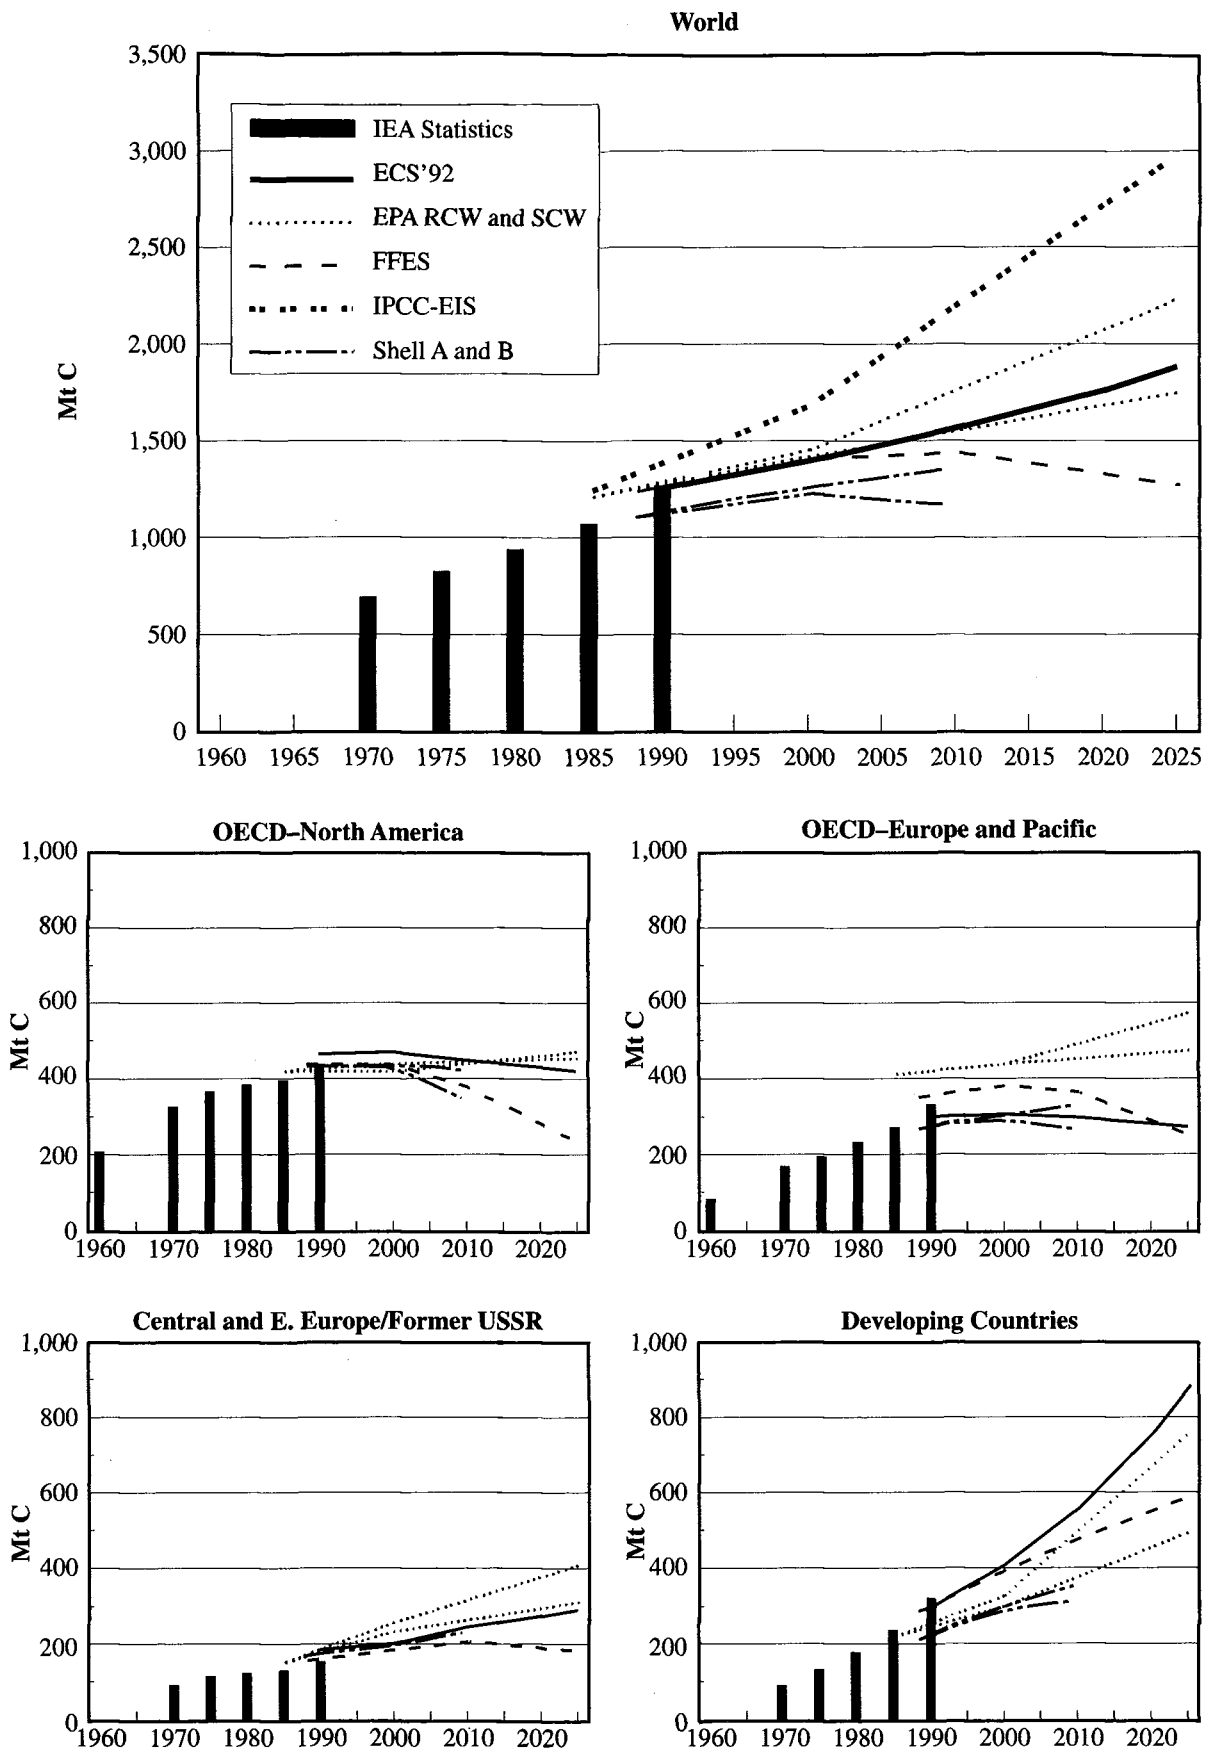 World
3,500
3,000
2,500
2,000
1,500
1,000
500
0
Mt C
IEA Statistics
ECS'92
EPA RCW and SCW
FFES
IPCC-EIS
Shell A and B
1960 1965 1970 1975 1980 1985 1990 1995 2000 2005 2010 2015 2020 2025
OECD–North America
1,000
800
600
400
200
0
Mt C
1960 1970 1980 1990 2000 2010 2020
OECD–Europe and Pacific
1,000
800
600
400
200
0
Mt C
1960 1970 1980 1990 2000 2010 2020
Central and E. Europe/Former USSR
1,000
800
600
400
200
0
Mt C
1960 1970 1980 1990 2000 2010 2020
Developing Countries
1,000
800
600
400
200
0
Mt C
1960 1970 1980 1990 2000 2010 2020